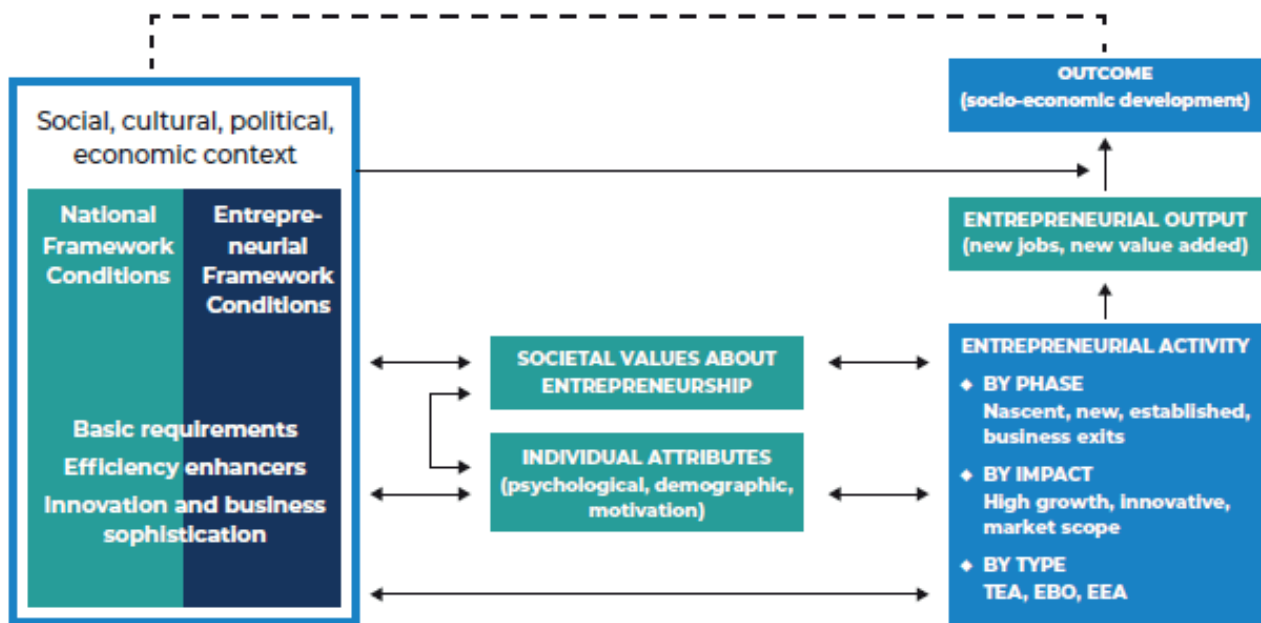 Social, cultural, political,
economic context
National
Framework
Conditions
Entrepre-
neurial
Framework
Conditions
Basic requirements
Efficiency enhancers
Innovation and business
sophistication
SOCIETAL VALUES ABOUT
ENTREPRENEURSHIP
INDIVIDUAL ATTRIBUTES
(psychological, demographic,
motivation)
OUTCOME
(socio-economic development)
ENTREPRENEURIAL OUTPUT
(new jobs, new value added)
ENTREPRENEURIAL ACTIVITY
◆ BY PHASE
Nascent, new, established,
business exits
◆ BY IMPACT
High growth, innovative,
market scope
◆ BY TYPE
TEA, EBO, EEA